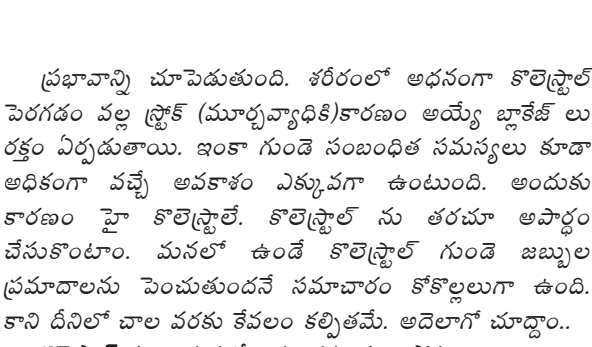 ప్రభావాన్ని చూపెడుతుంది. శరీరంలో అధనంగా కొలెస్ట్రాల్
పెరగడం వల్ల స్ట్రోక్ (మూర్చవ్యాధికి)కారణం అయ్యే బ్లాకేజ్ లు
రక్తం ఏర్పడుతాయి. ఇంకా గుండె సంబంధిత సమస్యలు కూడా
అధికంగా వచ్చే అవకాశం ఎక్కువగా ఉంటుంది. అందుకు
కారణం హై కొలెస్ట్రాలే. కొలెస్ట్రాల్ ను తరచూ అపార్ధం
చేసుకొంటాం. మనలో ఉండే కొలెస్ట్రాల్ గుండె జబ్బుల
ప్రమాదాలను పెంచుతుందనే సమాచారం కోకొల్లలుగా ఉంది.
కాని దీనిలో చాల వరకు కేవలం కల్పితమే. అదెలాగో చూద్దాం..